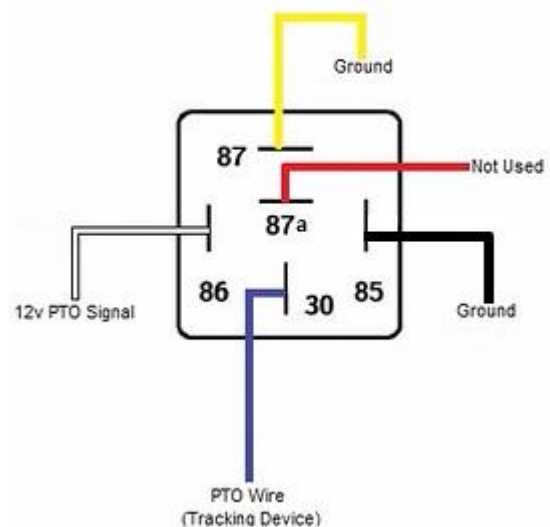 Ground
87
Not Used
87a
86
30
85
12v PTO Signal
Ground
PTO Wire
(Tracking Device)